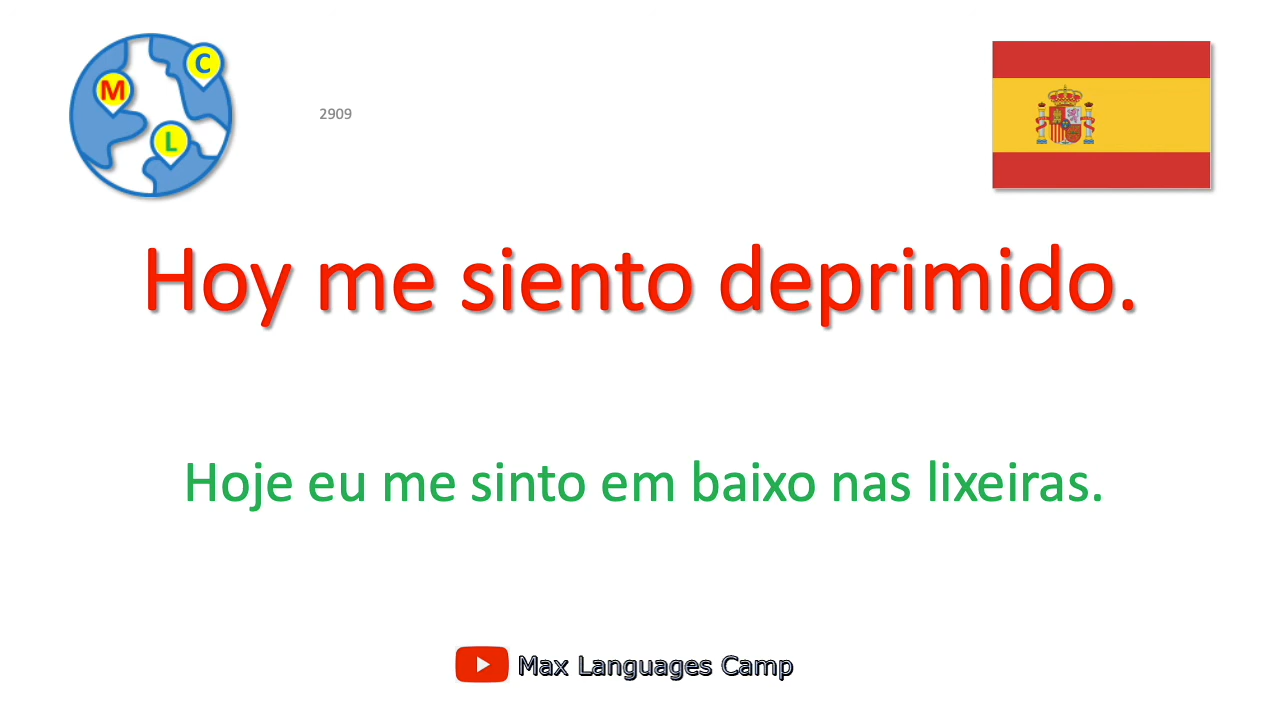 M
C
L
2909
Hoy me siento deprimido.
Hoje eu me sinto em baixo nas lixeiras.
Max Languages Camp